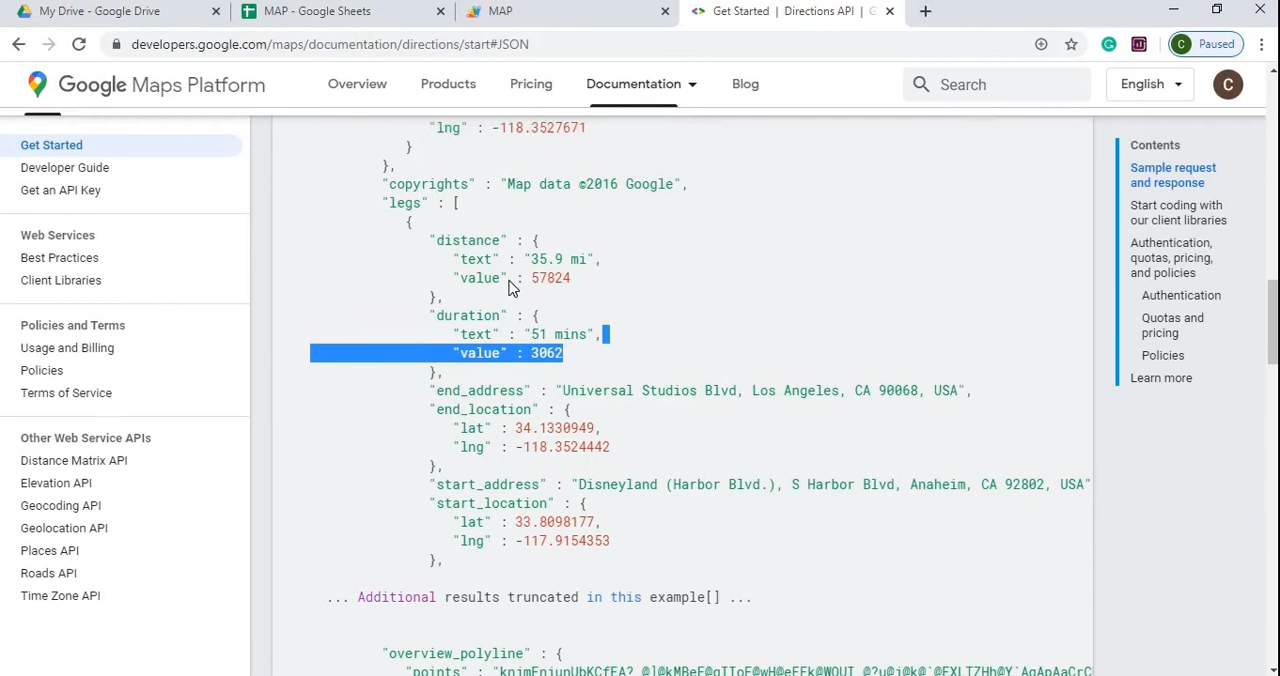 My Drive - Google Drive
MAP - Google Sheets
MAP
Get Started | Directions API | G
developers.google.com/maps/documentation/directions/start#JSON
C Paused
Google Maps Platform
Overview
Products
Pricing
Documentation
Blog
Search
English
C
Get Started
Developer Guide
Get an API Key
Web Services
Best Practices
Client Libraries
Policies and Terms
Usage and Billing
Policies
Terms of Service
Other Web Service APIs
Distance Matrix API
Elevation API
Geocoding API
Geolocation API
Places API
Roads API
Time Zone API
"lng" : -118.3527671
}
},
"copyrights" : "Map data ©2016 Google",
"legs" : [
{
"distance" : {
"text" : "35.9 mi",
"value" : 57824
},
"duration" : {
"text" : "51 mins",
"value" : 3062
},
"end_address" : "Universal Studios Blvd, Los Angeles, CA 90068, USA",
"end_location" : {
"lat" : 34.1330949,
"lng" : -118.3524442
},
"start_address" : "Disneyland (Harbor Blvd.), S Harbor Blvd, Anaheim, CA 92802, USA"
"start_location" : {
"lat" : 33.8098177,
"lng" : -117.9154353
},
... Additional results truncated in this example[] ...
"overview_polyline" : {
"points" :
Contents
Sample request
and response
Start coding with
our client libraries
Authentication,
quotas, pricing,
and policies
Authentication
Quotas and
pricing
Policies
Learn more